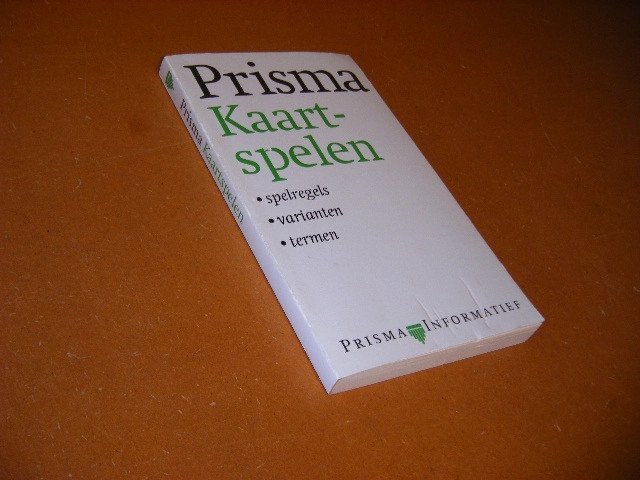 Prisma
Kaart-
spelen
• spelregels
• varianten
• termen
PRISMA INFORMATIEF
Prisma Kaartspelen